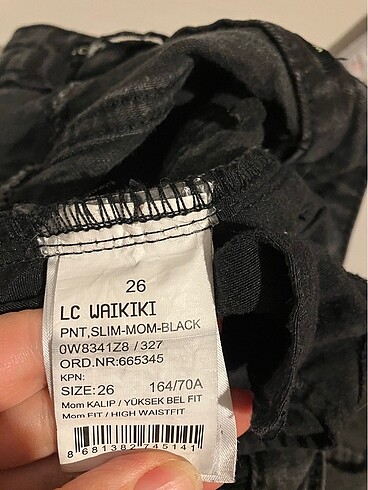 26
LC WAIKIKI
PNT,SLIM-MOM-BLACK
0W8341Z8 / 327
ORD.NR:665345
KPN:
SIZE: 26 164/70A
Mom KALIP / YÜKSEK BEL FIT
Mom FIT / HIGH WAISTFIT
8 681382 745141